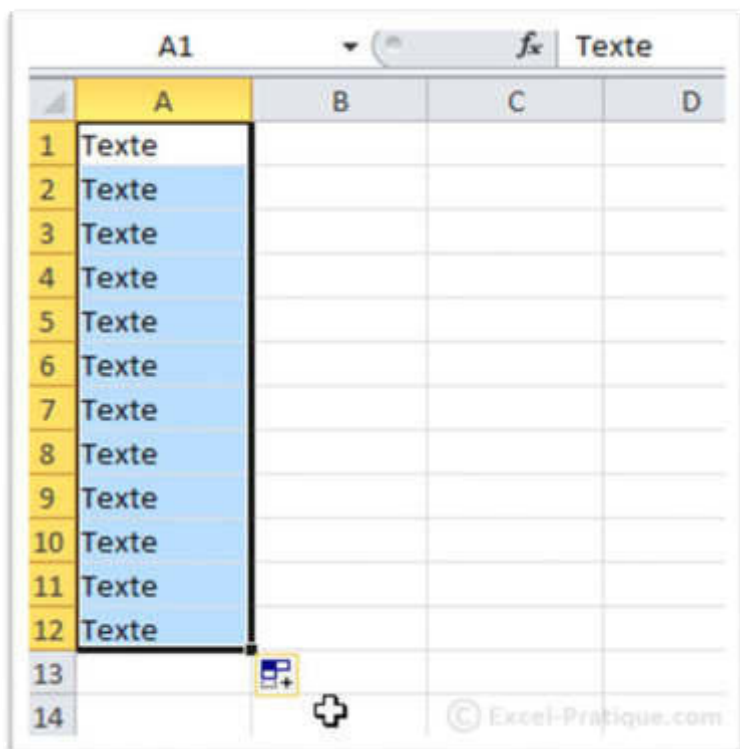 A1 fx Texte
A B C D
1 Texte
2 Texte
3 Texte
4 Texte
5 Texte
6 Texte
7 Texte
8 Texte
9 Texte
10 Texte
11 Texte
12 Texte
13
14 © Excel-Pratique.com